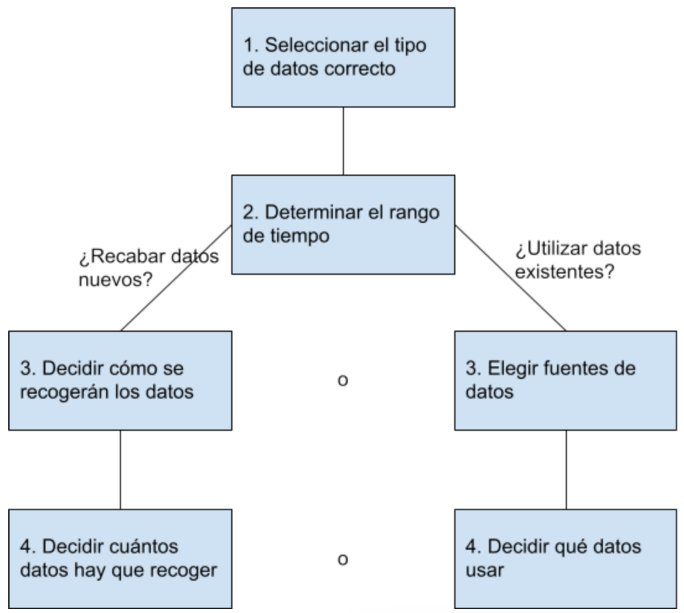 1. Seleccionar el tipo
de datos correcto
2. Determinar el rango
de tiempo
¿Recabar datos
nuevos?
¿Utilizar datos
existentes?
3. Decidir cómo se
recogerán los datos
o
3. Elegir fuentes de
datos
4. Decidir cuántos
datos hay que recoger
o
4. Decidir qué datos
usar